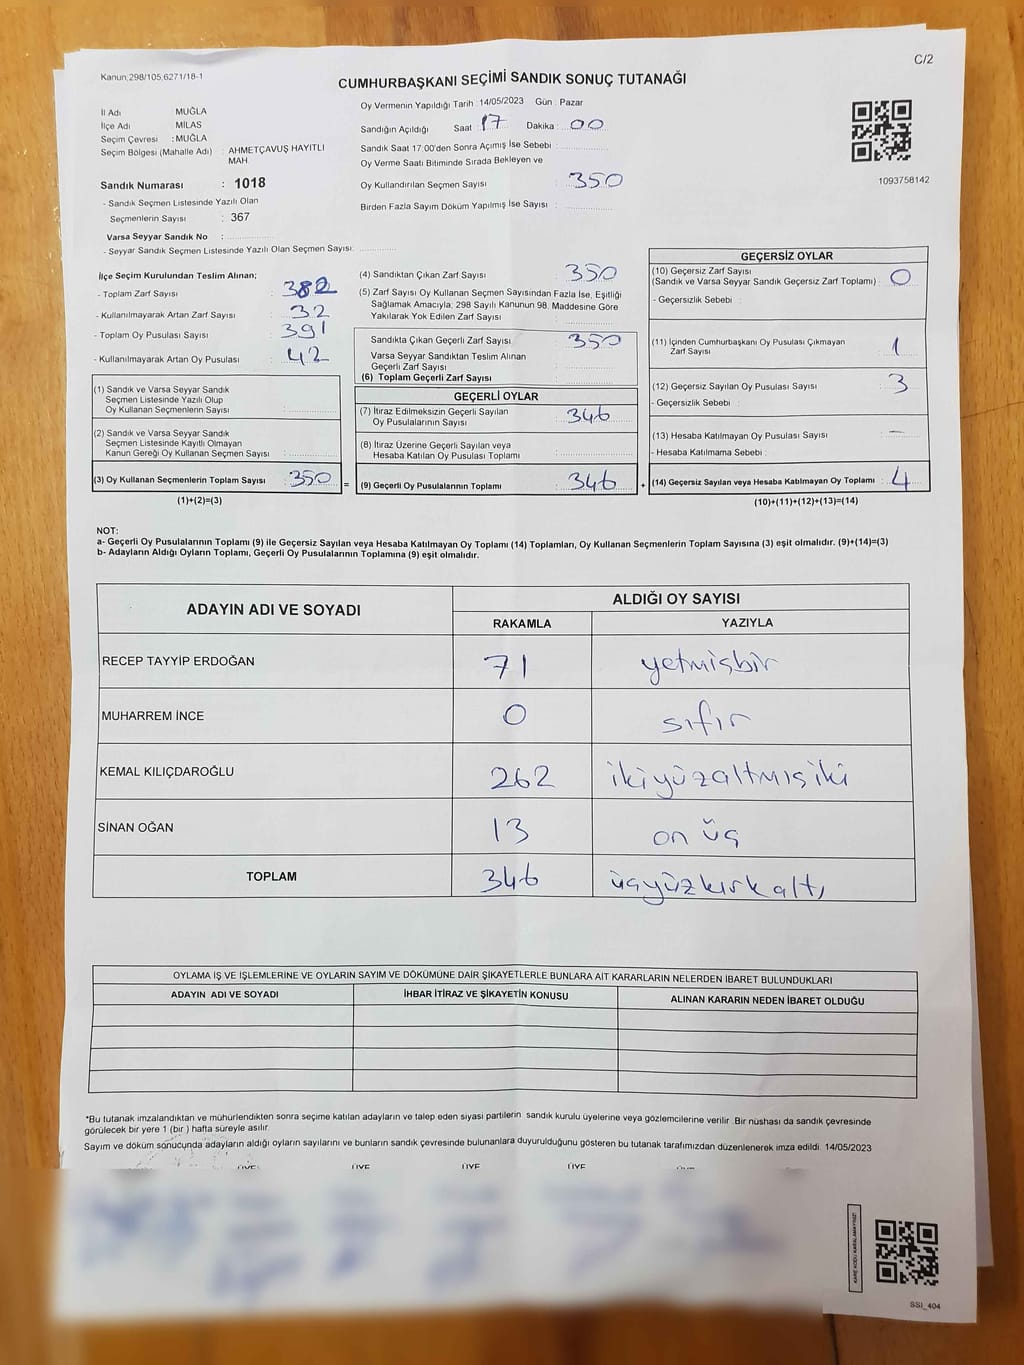 C/2
Kanun:298/105,6271/18-1
CUMHURBAŞKANI SEÇİMİ SANDIK SONUÇ TUTANAĞI
İl Adı MUĞLA
İlçe Adı MİLAS
Seçim Çevresi : MUĞLA
Seçim Bölgesi (Mahalle Adı) : AHMETÇAVUŞ HAYITLI
MAH.
Sandık Numarası : 1018
- Sandık Seçmen Listesinde Yazılı Olan
Seçmenlerin Sayısı : 367
Varsa Seyyar Sandık No :
- Seyyar Sandık Seçmen Listesinde Yazılı Olan Seçmen Sayısı:
Oy Vermenin Yapıldığı Tarih : 14/05/2023 Gün : Pazar
Sandığın Açıldığı Saat : 17 Dakika : 00
Sandık Saat 17:00'den Sonra Açımış İse Sebebi :
Oy Verme Saati Bitiminde Sırada Bekleyen ve
Oy Kullandırılan Seçmen Sayısı : 350
Birden Fazla Sayım Döküm Yapılmış İse Sayısı :
1093758142
İlçe Seçim Kurulundan Teslim Alınan;
- Toplam Zarf Sayısı : 382
- Kullanılmayarak Artan Zarf Sayısı : 32
- Toplam Oy Pusulası Sayısı : 391
- Kullanılmayarak Artan Oy Pusulası : 42
(1) Sandık ve Varsa Seyyar Sandık
Seçmen Listesinde Yazılı Olup
Oy Kullanan Seçmenlerin Sayısı :
(2) Sandık ve Varsa Seyyar Sandık
Seçmen Listesinde Kayıtlı Olmayan
Kanun Gereği Oy Kullanan Seçmen Sayısı :
(3) Oy Kullanan Seçmenlerin Toplam Sayısı : 350 =
(1)+(2)=(3)
(4) Sandıktan Çıkan Zarf Sayısı : 350
(5) Zarf Sayısı Oy Kullanan Seçmen Sayısından Fazla İse, Eşitliği
Sağlamak Amacıyla, 298 Sayılı Kanunun 98. Maddesine Göre
Yakılarak Yok Edilen Zarf Sayısı :
Sandıkta Çıkan Geçerli Zarf Sayısı : 350
Varsa Seyyar Sandıktan Teslim Alınan
Geçerli Zarf Sayısı :
(6) Toplam Geçerli Zarf Sayısı :
GEÇERLİ OYLAR
(7) İtiraz Edilmeksizin Geçerli Sayılan
Oy Pusulalarının Sayısı : 346
(8) İtiraz Üzerine Geçerli Sayılan veya
Hesaba Katılan Oy Pusulası Toplamı :
(9) Geçerli Oy Pusulalarının Toplamı : 346 +
GEÇERSİZ OYLAR
(10) Geçersiz Zarf Sayısı
(Sandık ve Varsa Seyyar Sandık Geçersiz Zarf Toplamı) : 0
- Geçersizlik Sebebi :
(11) İçinden Cumhurbaşkanı Oy Pusulası Çıkmayan
Zarf Sayısı : 1
(12) Geçersiz Sayılan Oy Pusulası Sayısı : 3
- Geçersizlik Sebebi :
(13) Hesaba Katılmayan Oy Pusulası Sayısı : —
- Hesaba Katılmama Sebebi :
(14) Geçersiz Sayılan veya Hesaba Katılmayan Oy Toplamı : 4
(10)+(11)+(12)+(13)=(14)
NOT:
a- Geçerli Oy Pusulalarının Toplamı (9) ile Geçersiz Sayılan veya Hesaba Katılmayan Oy Toplamı (14) Toplamları, Oy Kullanan Seçmenlerin Toplam Sayısına (3) eşit olmalıdır. (9)+(14)=(3)
b- Adayların Aldığı Oyların Toplamı, Geçerli Oy Pusulalarının Toplamına (9) eşit olmalıdır.
ADAYIN ADI VE SOYADI ALDIĞI OY SAYISI
RAKAMLA YAZIYLA
RECEP TAYYİP ERDOĞAN 71 yetmişbir
MUHARREM İNCE 0 sıfır
KEMAL KILIÇDAROĞLU 262 ikiyüzaltmışiki
SİNAN OĞAN 13 on üç
TOPLAM 346 üçyüzkırkaltı
OYLAMA İŞ VE İŞLEMLERİNE VE OYLARIN SAYIM VE DÖKÜMÜNE DAİR ŞİKAYETLERLE BUNLARA AİT KARARLARIN NELERDEN İBARET BULUNDUKLARI
ADAYIN ADI VE SOYADI İHBAR İTİRAZ VE ŞİKAYETİN KONUSU ALINAN KARARIN NEDEN İBARET OLDUĞU
*Bu tutanak imzalandıktan ve mühürlendikten sonra seçime katılan adayların ve talep eden siyasi partilerin sandık kurulu üyelerine veya gözlemcilerine verilir. Bir nüshası da sandık çevresinde
görülecek bir yere 1 (bir ) hafta süreyle asılır.
Sayım ve döküm sonucunda adayların aldığı oyların sayılarını ve bunların sandık çevresinde bulunanlara duyurulduğunu gösteren bu tutanak tarafımızdan düzenlenerek imza edildi. 14/05/2023
ÜYE ÜYE ÜYE ÜYE
KARE KODU KARALAMAYINIZ!
SSI_404